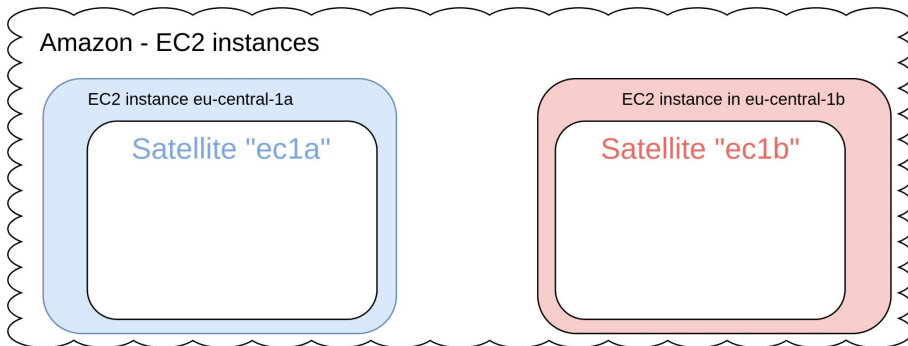 Amazon - EC2 instances
EC2 instance eu-central-1a
EC2 instance in eu-central-1b
Satellite "ec1a"
Satellite "ec1b"